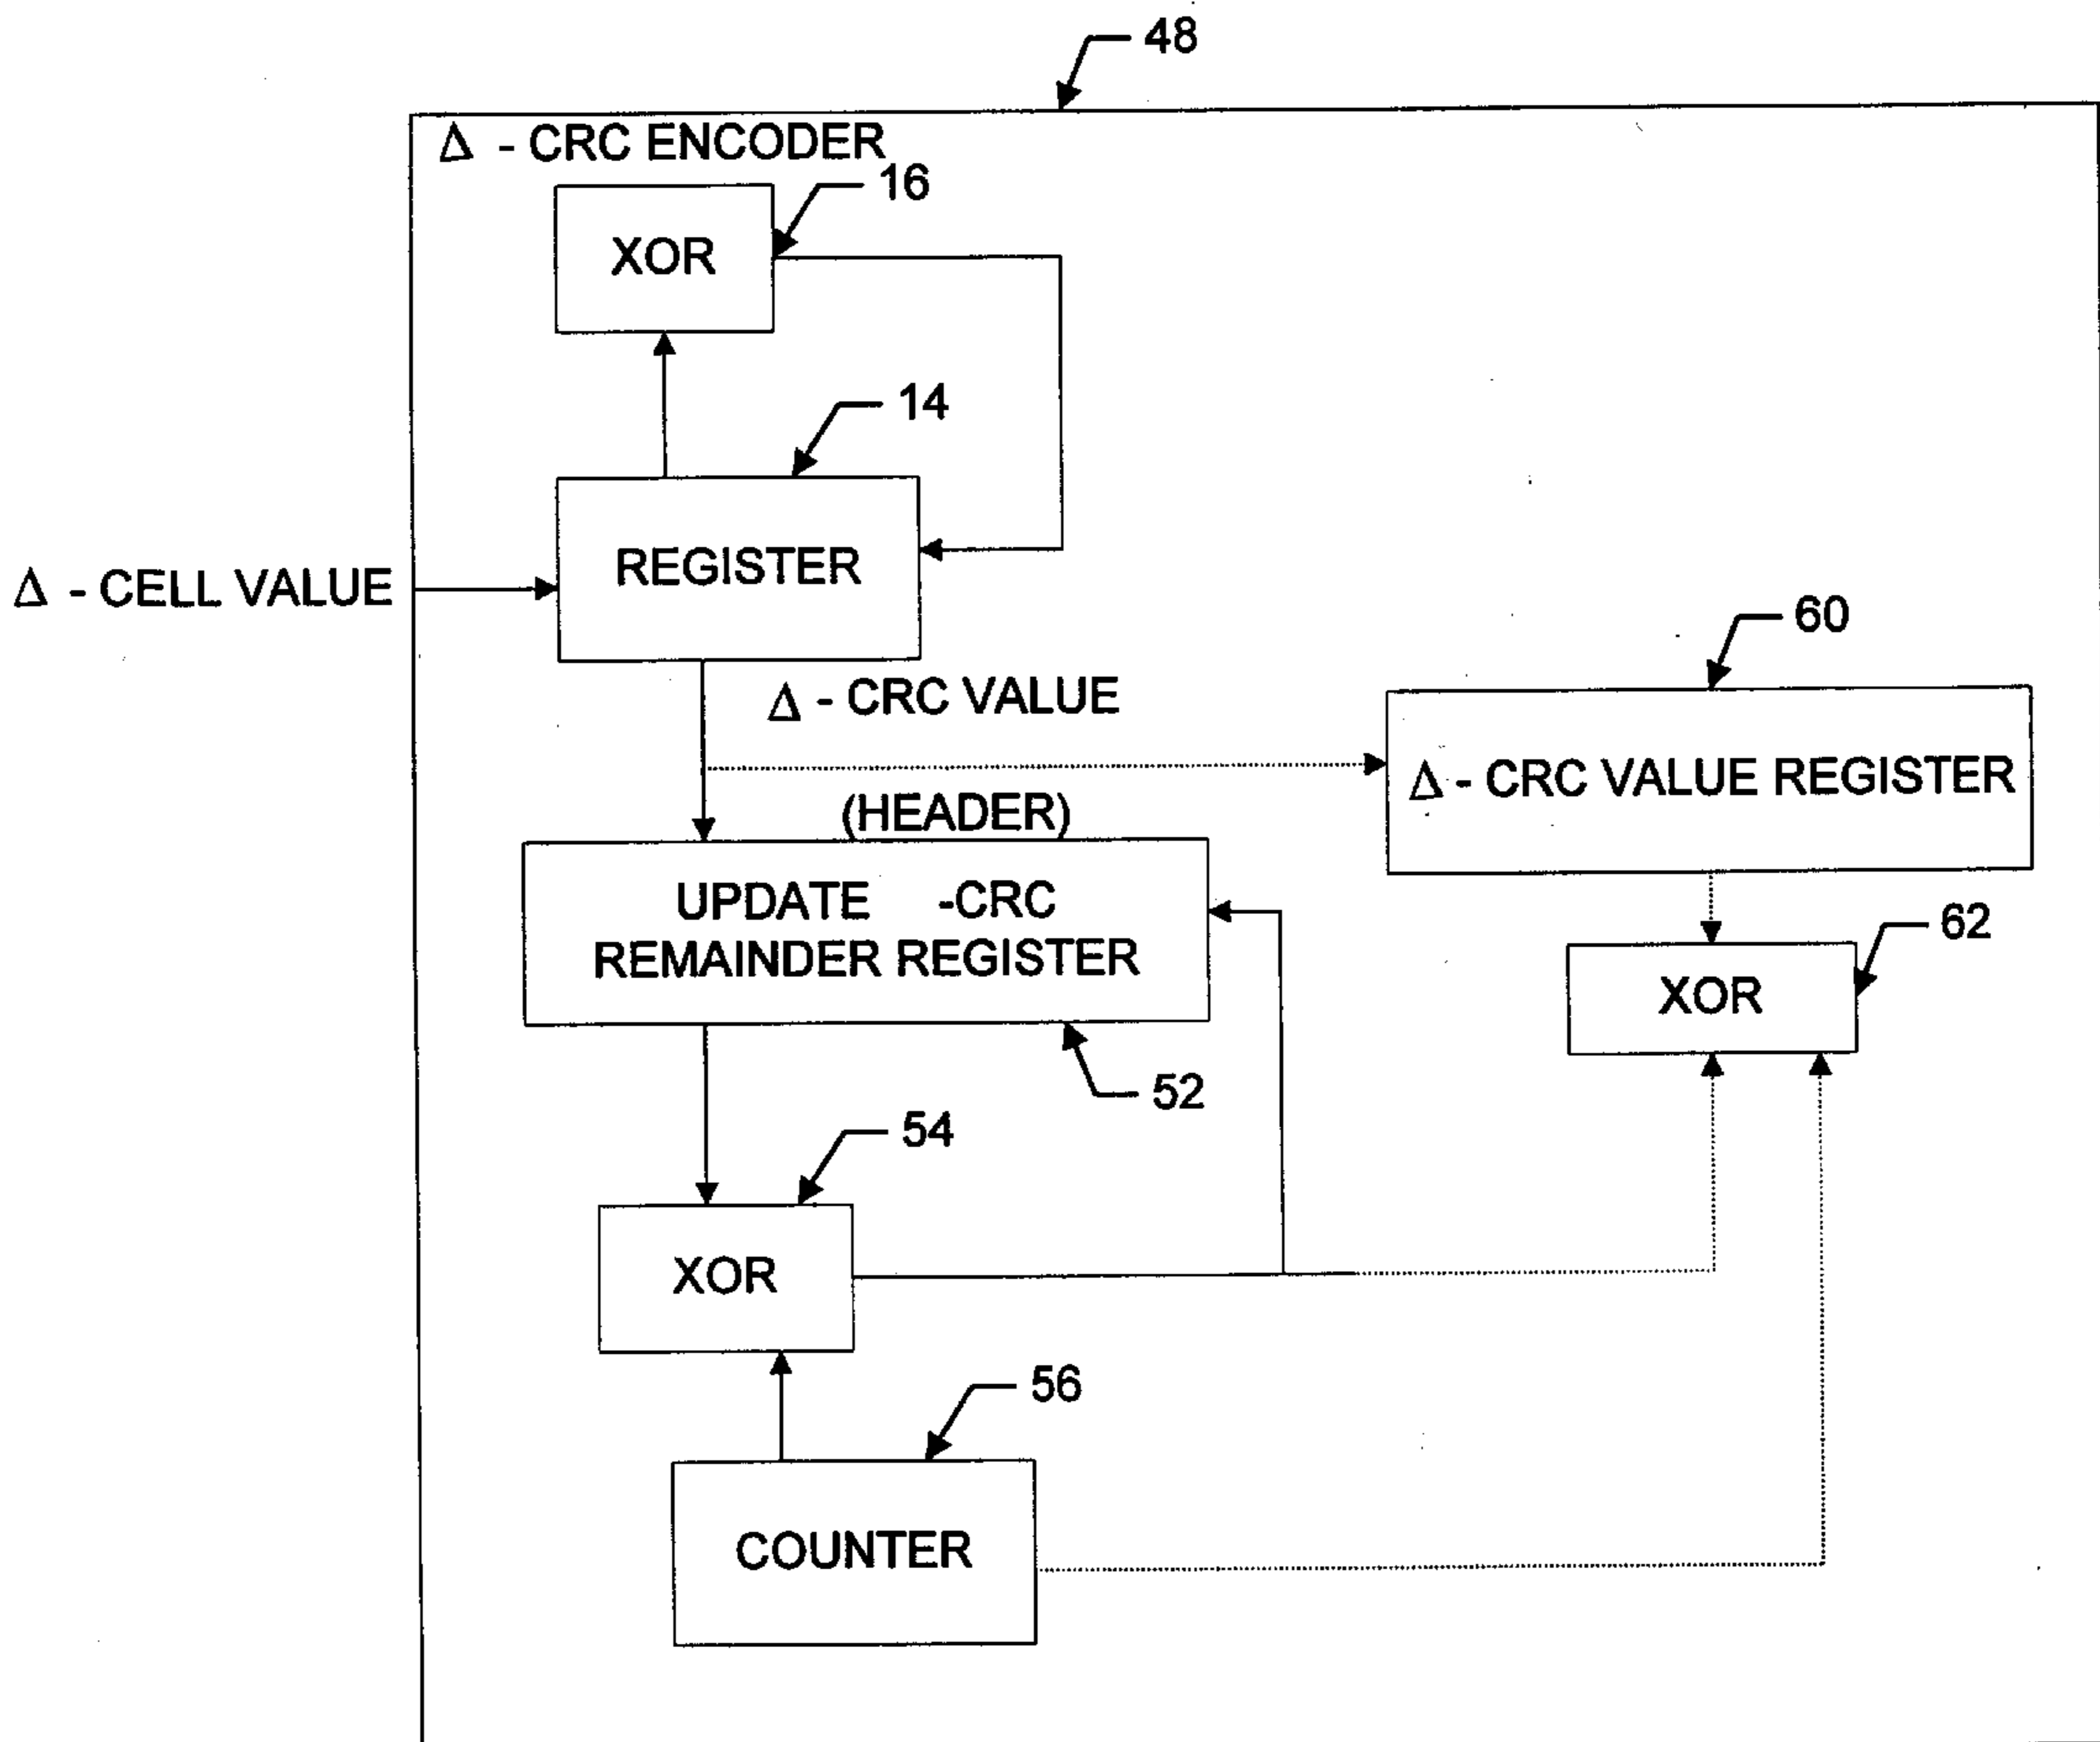 48
Δ - CRC ENCODER
16
XOR
14
REGISTER
Δ - CELL VALUE
60
Δ - CRC VALUE
Δ - CRC VALUE REGISTER
(HEADER)
UPDATE -CRC
REMAINDER REGISTER
62
XOR
52
54
XOR
56
COUNTER